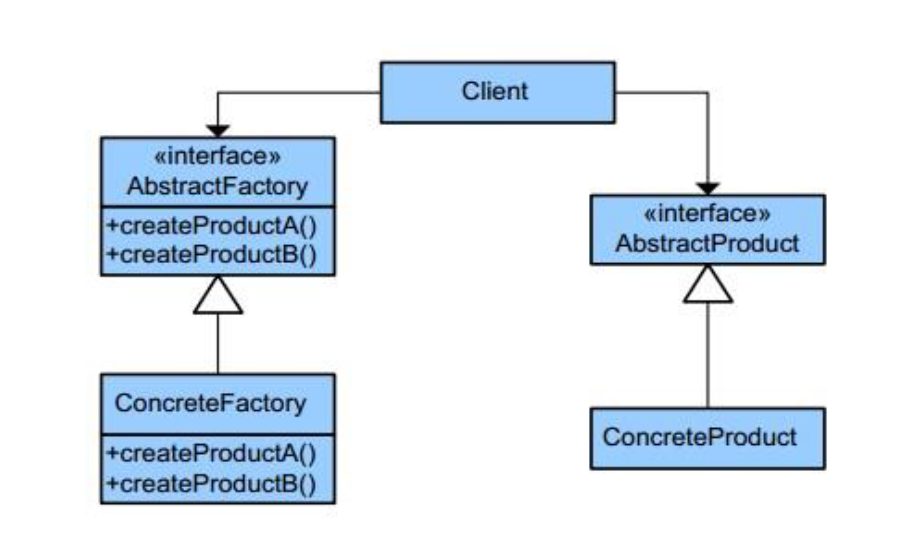 Client
«interface»
AbstractFactory
+createProductA()
+createProductB()
«interface»
AbstractProduct
ConcreteFactory
+createProductA()
+createProductB()
ConcreteProduct